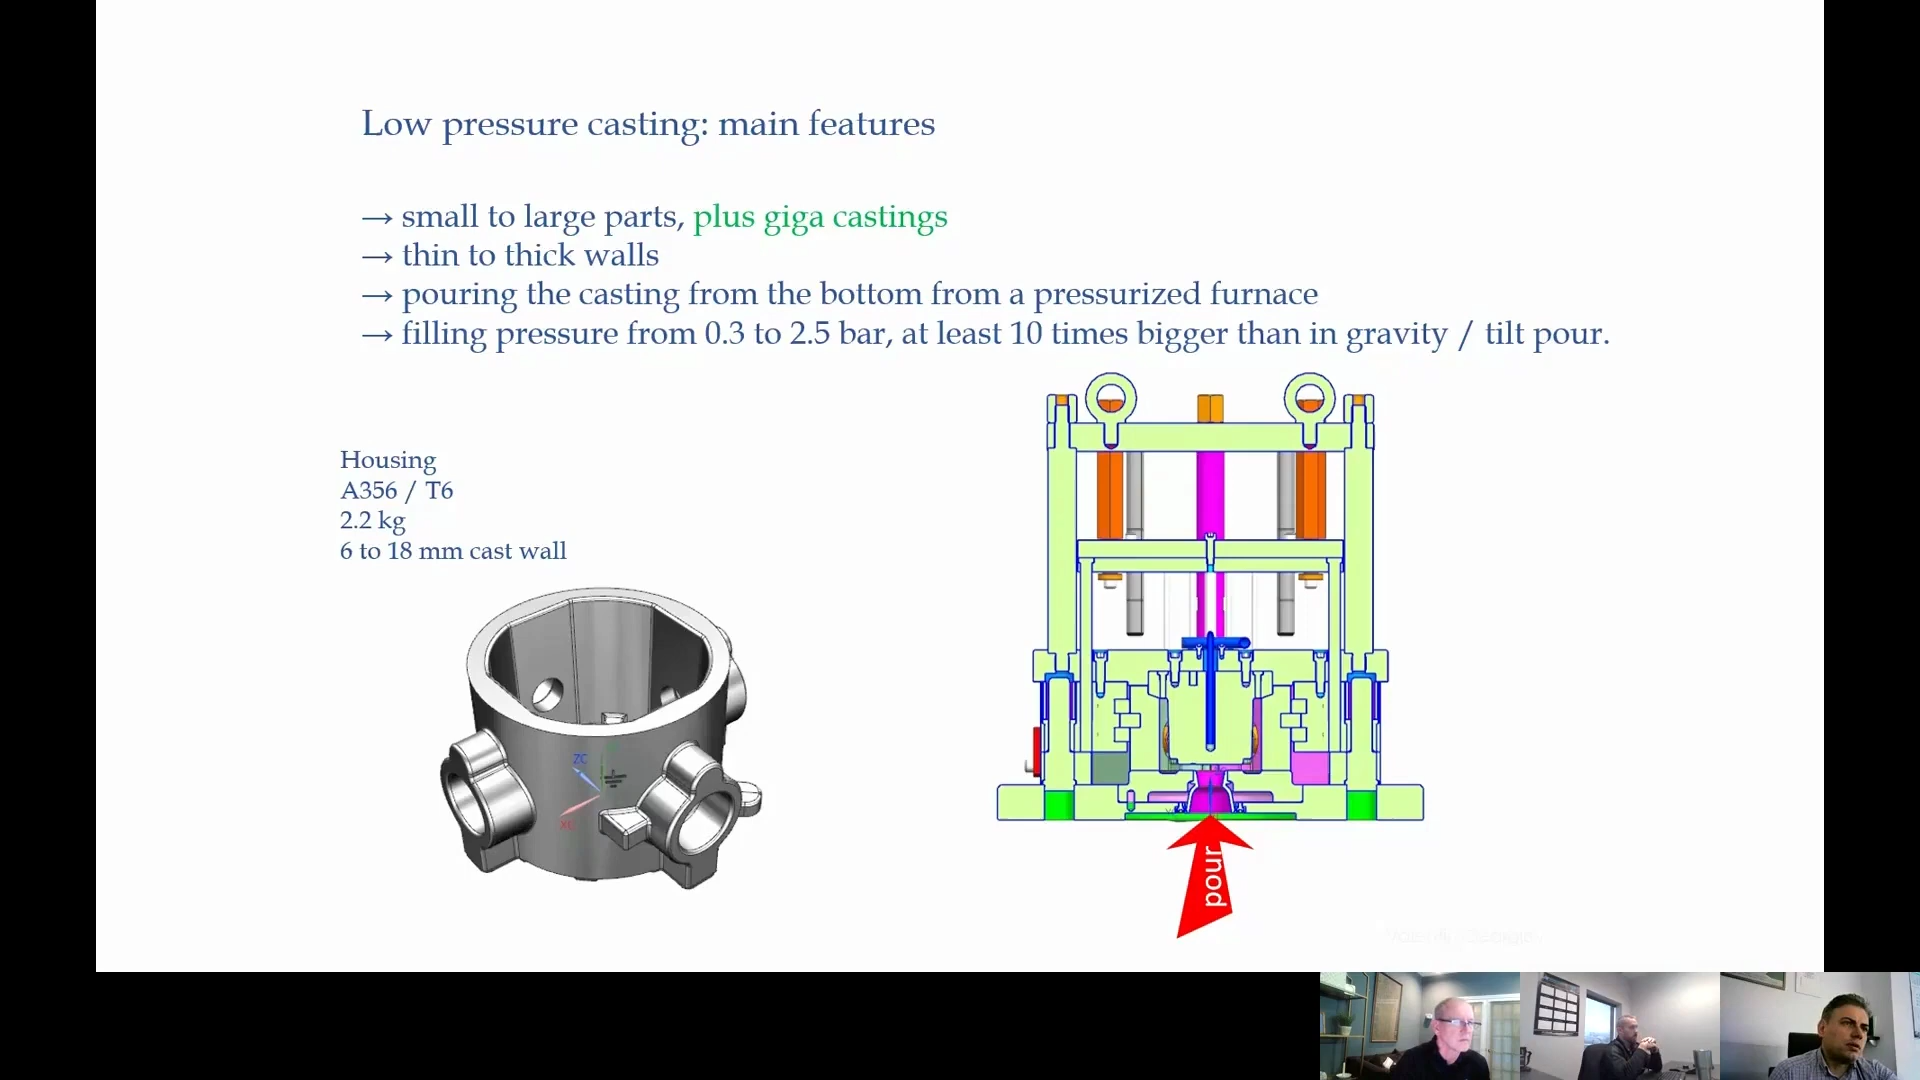 Low pressure casting: main features
→ small to large parts, plus giga castings
→ thin to thick walls
→ pouring the casting from the bottom from a pressurized furnace
→ filling pressure from 0.3 to 2.5 bar, at least 10 times bigger than in gravity / tilt pour.
Housing
A356 / T6
2.2 kg
6 to 18 mm cast wall
ZC
XC
pour